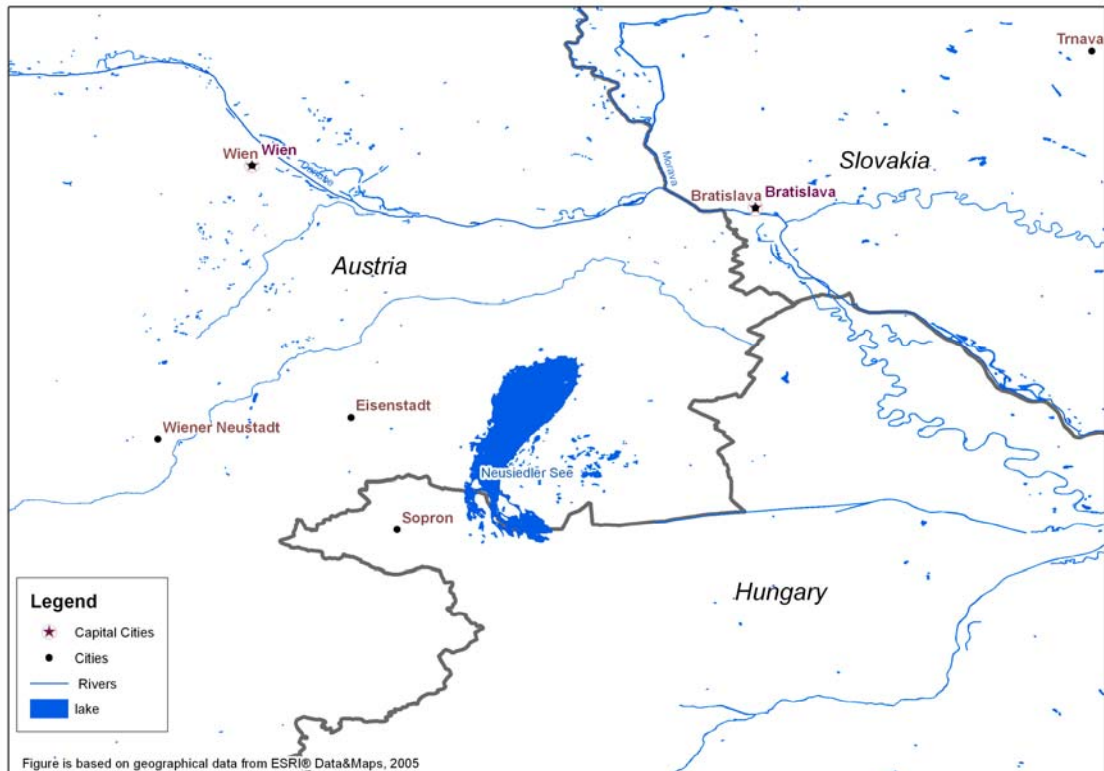 Trnava
Wien Wien
Donube
Morava
Slovakia
Bratislava Bratislava
Austria
Eisenstadt
Wiener Neustadt
Neusiedler See
Sopron
Hungary
Legend
Capital Cities
Cities
Rivers
lake
Figure is based on geographical data from ESRI® Data&Maps, 2005